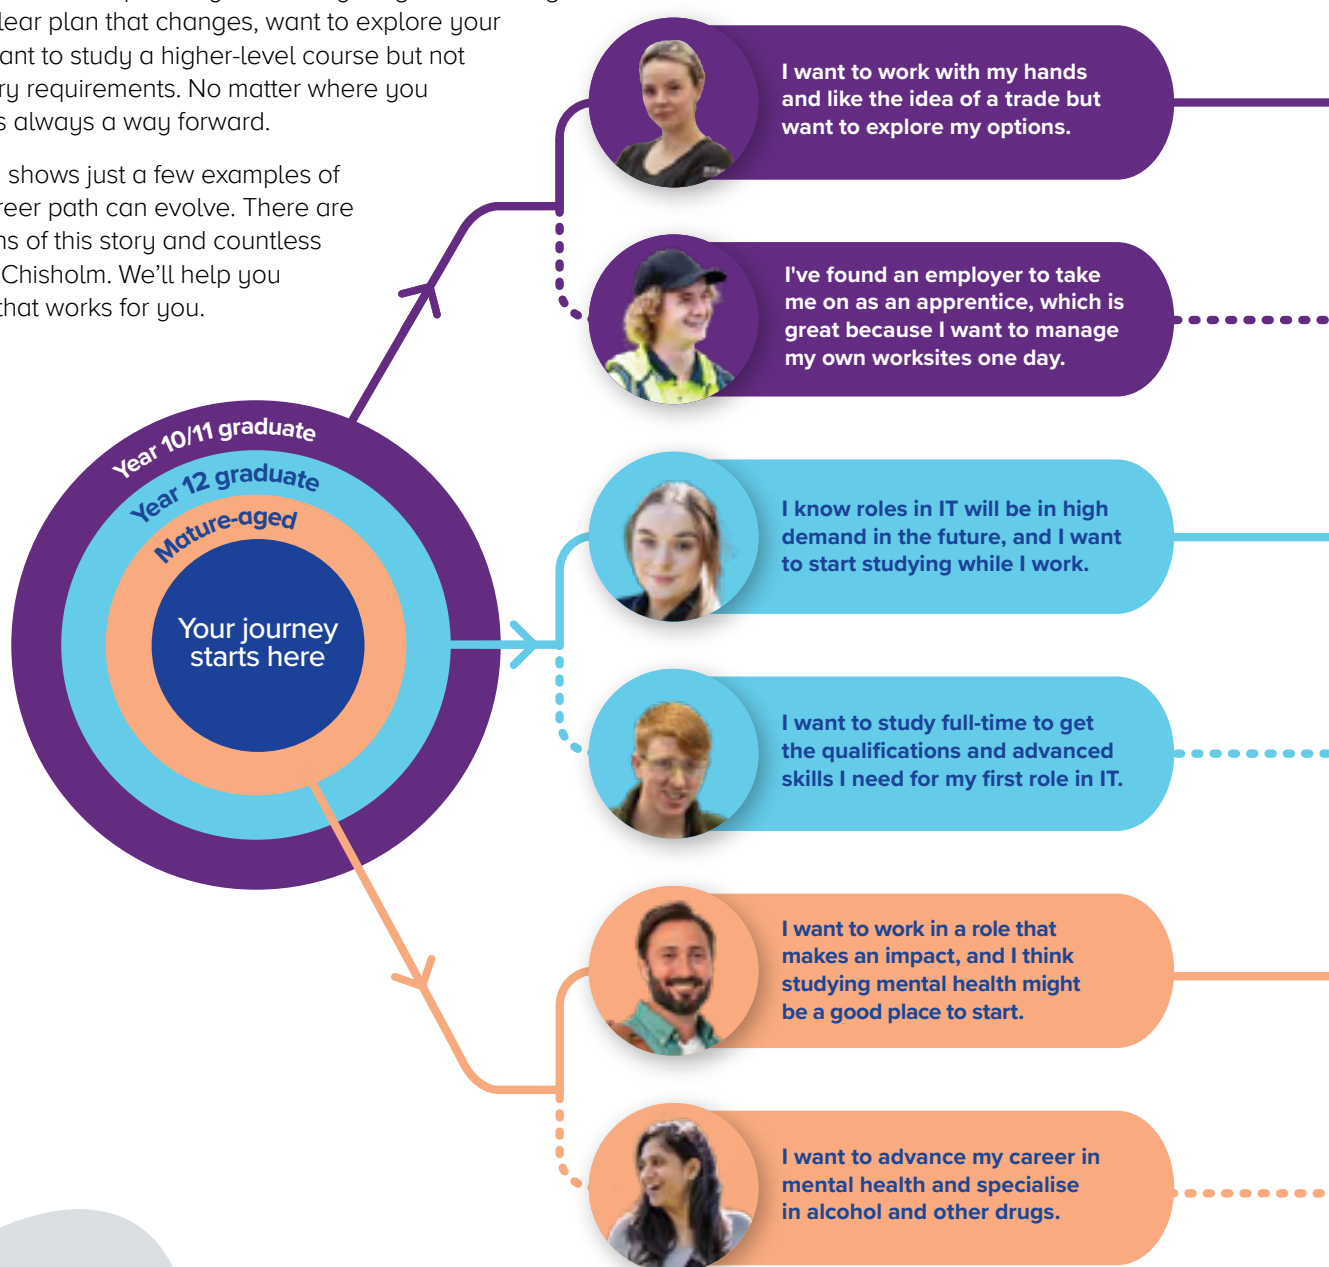 lear plan that changes, want to explore your
ant to study a higher-level course but not
ry requirements. No matter where you
s always a way forward.
shows just a few examples of
reer path can evolve. There are
ns of this story and countless
Chisholm. We'll help you
that works for you.
I want to work with my hands
and like the idea of a trade but
want to explore my options.
I've found an employer to take
me on as an apprentice, which is
great because I want to manage
my own worksites one day.
Year 10/11 graduate
Year 12 graduate
Mature-aged
Your journey
starts here
I know roles in IT will be in high
demand in the future, and I want
to start studying while I work.
I want to study full-time to get
the qualifications and advanced
skills I need for my first role in IT.
I want to work in a role that
makes an impact, and I think
studying mental health might
be a good place to start.
I want to advance my career in
mental health and specialise
in alcohol and other drugs.